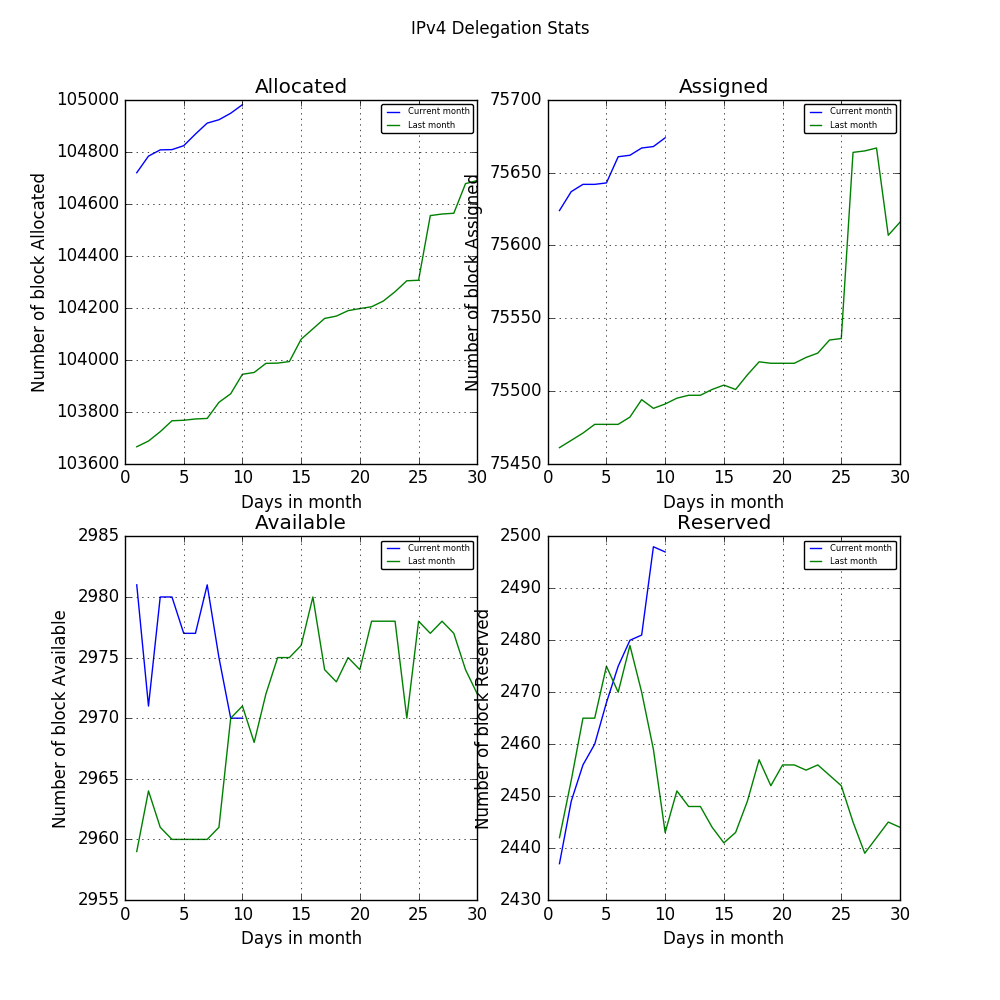 IPv4 Delegation Stats
Allocated
105000
104800
104600
104400
104200
104000
103800
103600
0 5 10 15 20 25 30
Number of block Allocated
Days in month
Current month
Last month
Assigned
75700
75650
75600
75550
75500
75450
0 5 10 15 20 25 30
Number of block Assigned
Days in month
Current month
Last month
Available
2985
2980
2975
2970
2965
2960
2955
0 5 10 15 20 25 30
Number of block Available
Days in month
Current month
Last month
Reserved
2500
2490
2480
2470
2460
2450
2440
2430
0 5 10 15 20 25 30
Number of block Reserved
Days in month
Current month
Last month